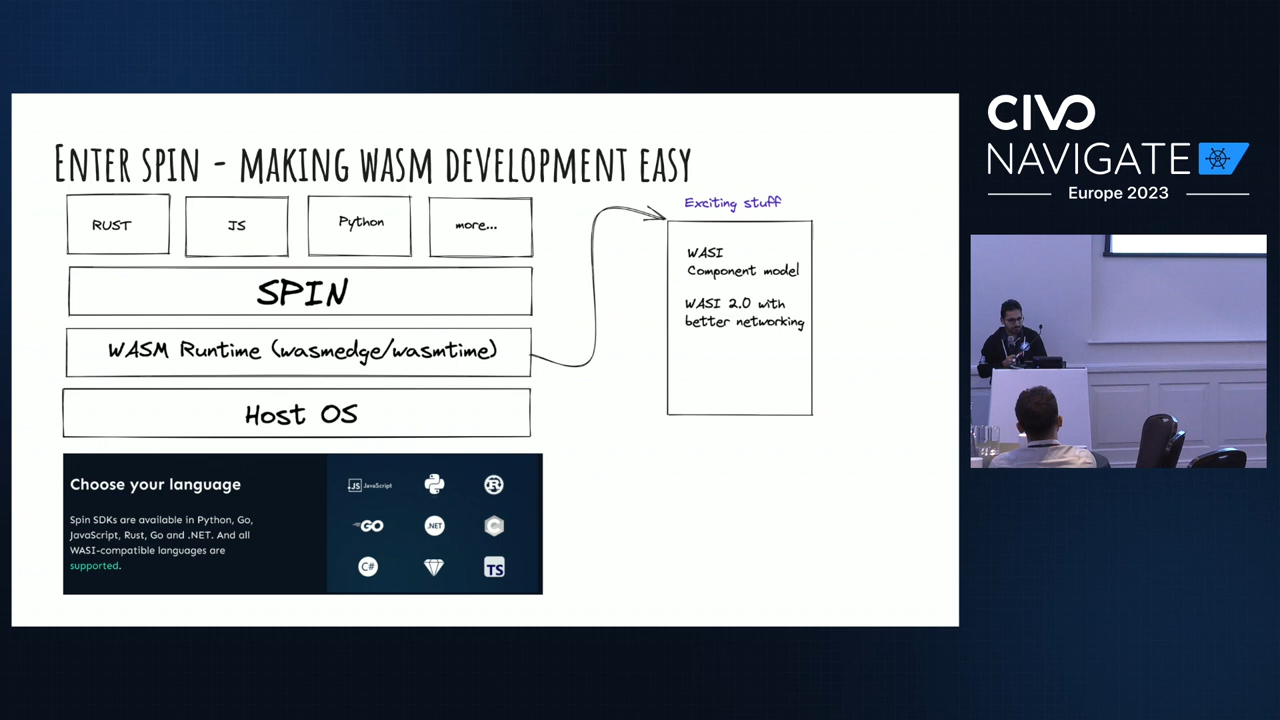 ENTER SPIN - MAKING WASM DEVELOPMENT EASY
RUST
JS
Python
more...
SPIN
WASM Runtime (wasmedge/wasmtime)
Host OS
Exciting stuff
WASI
Component model
WASI 2.0 with
better networking
Choose your language
Spin SDKs are available in Python, Go,
JavaScript, Rust, Go and .NET. And all
WASI-compatible languages are
supported.
JS JavaScript
GO
.NET
C
C#
TS
CIVO
NAVIGATE
Europe 2023